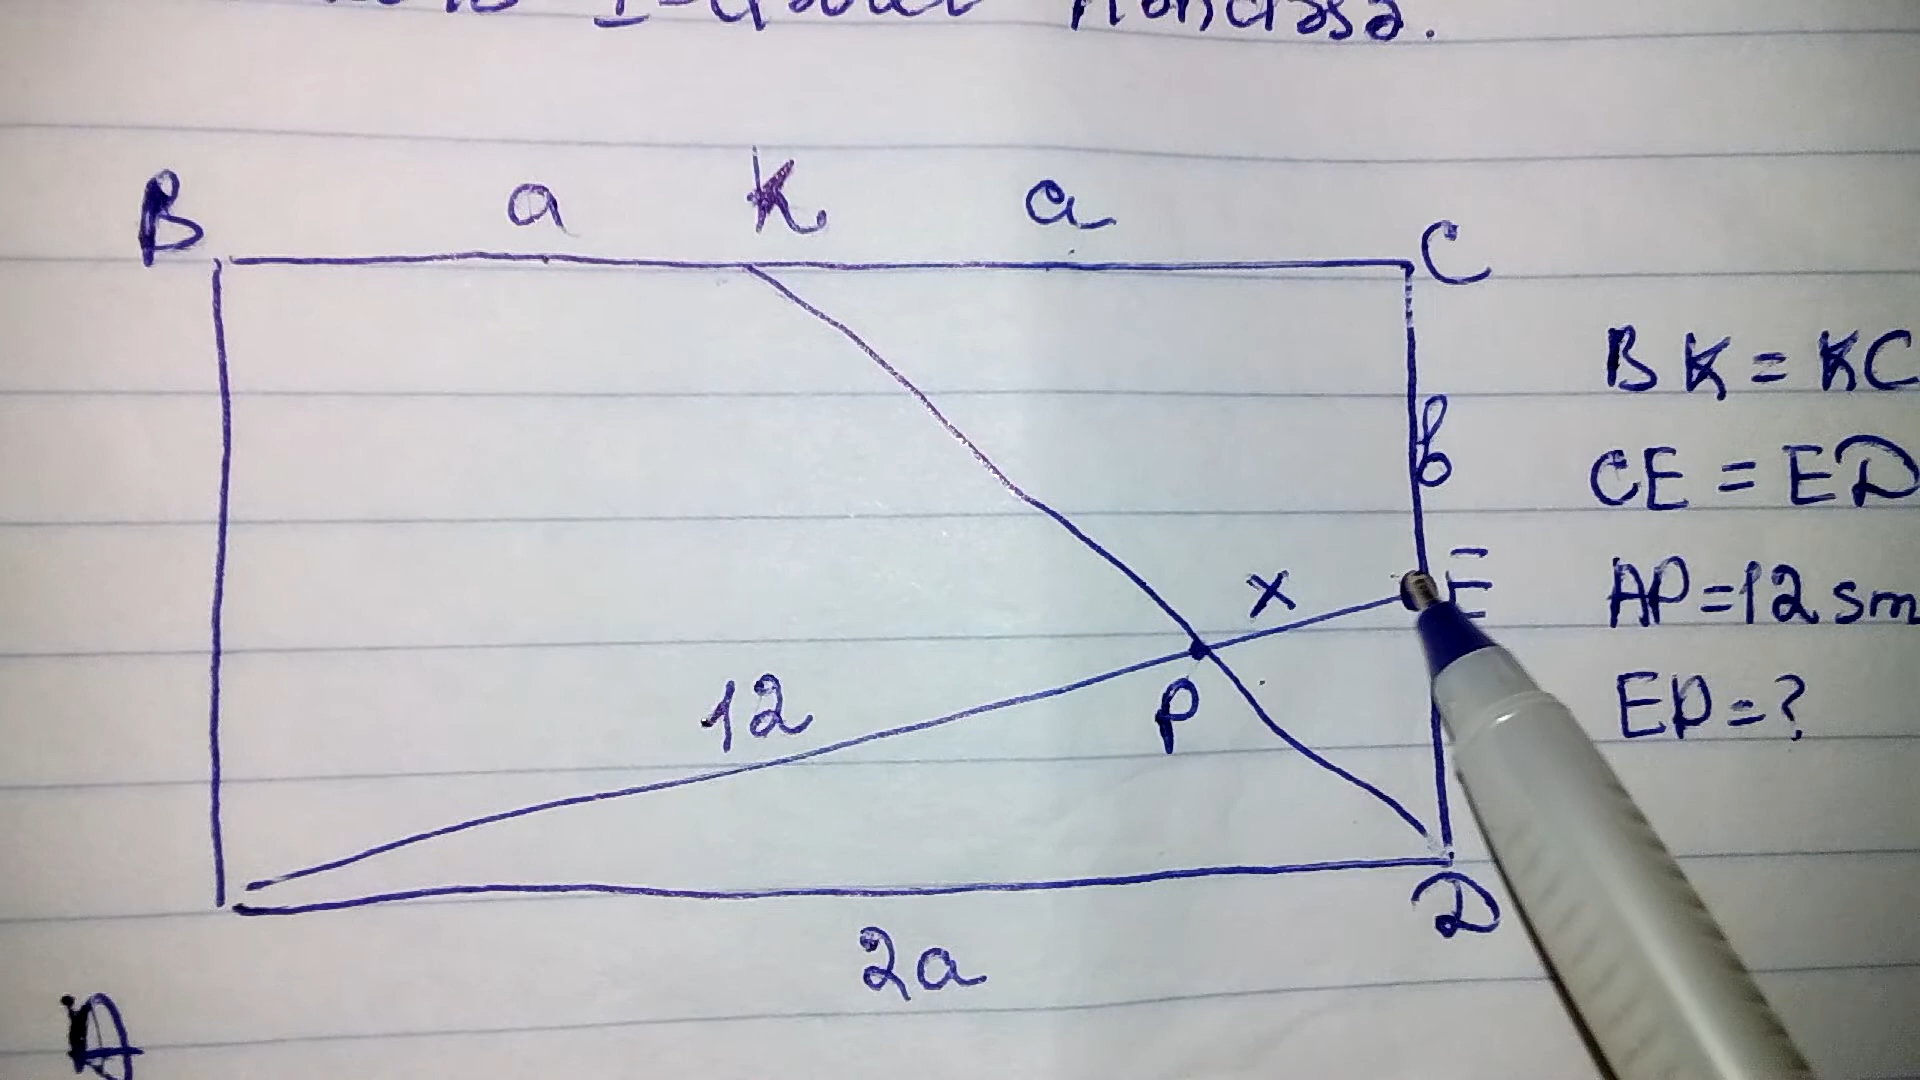 B a K a C
BK = KC
b
CE = ED
x E
AP=12 sm
12 P
EP=?
D
2a
A